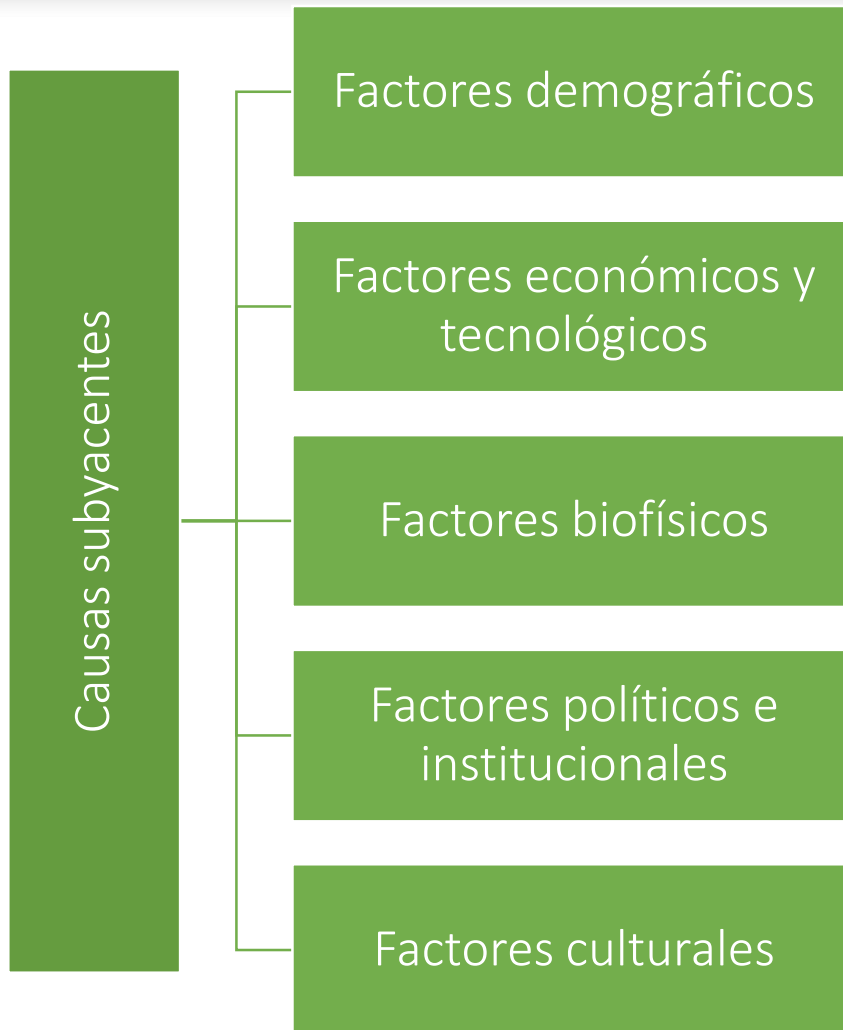 Causas subyacentes
Factores demográficos
Factores económicos y
tecnológicos
Factores biofísicos
Factores políticos e
institucionales
Factores culturales